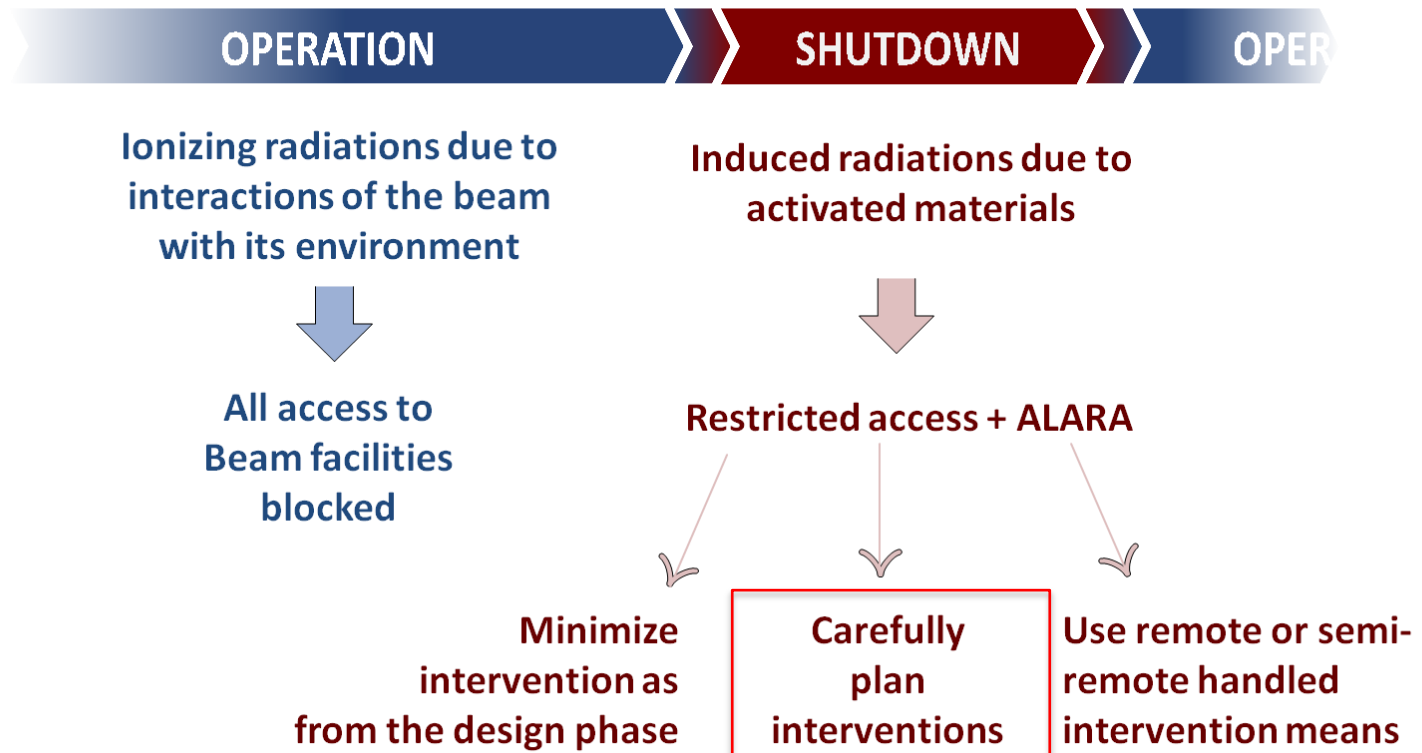 OPERATION
SHUTDOWN
OPER
Ionizing radiations due to
interactions of the beam
with its environment
Induced radiations due to
activated materials
All access to
Beam facilities
blocked
Restricted access + ALARA
Minimize
intervention as
from the design phase
Carefully
plan
interventions
Use remote or semi-
remote handled
intervention means